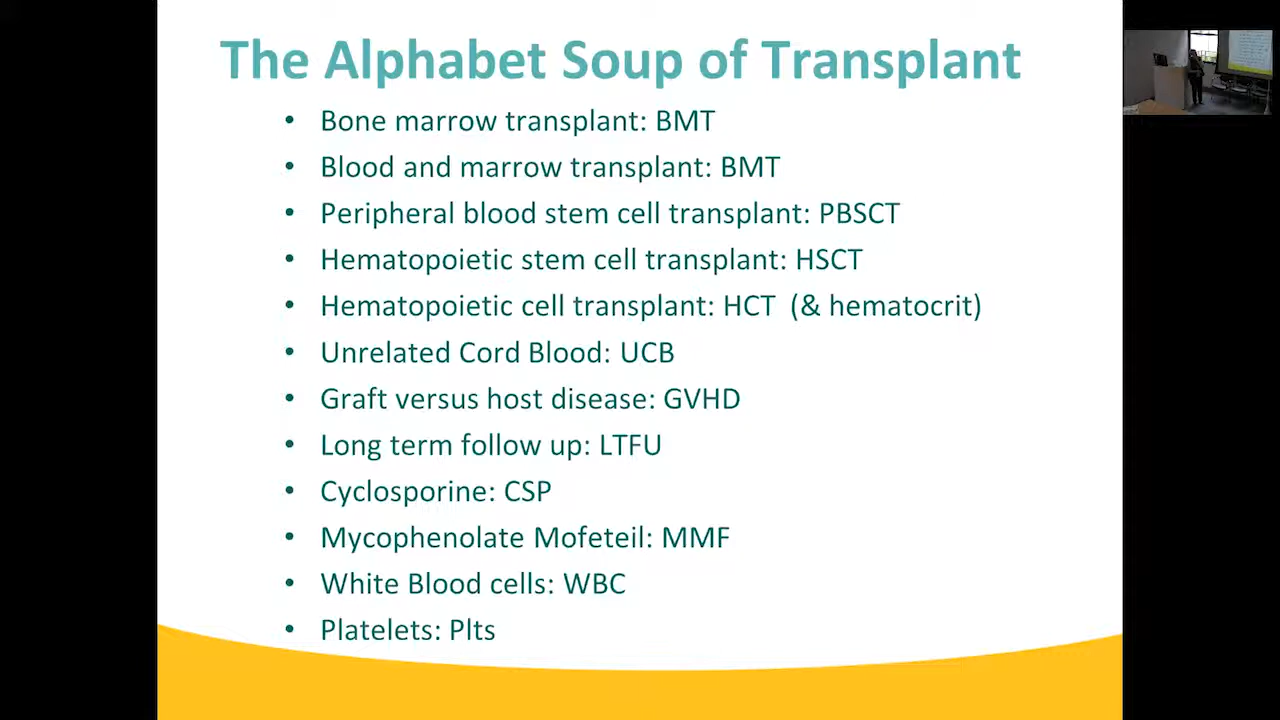 The Alphabet Soup of Transplant
• Bone marrow transplant: BMT
• Blood and marrow transplant: BMT
• Peripheral blood stem cell transplant: PBSCT
• Hematopoietic stem cell transplant: HSCT
• Hematopoietic cell transplant: HCT (& hematocrit)
• Unrelated Cord Blood: UCB
• Graft versus host disease: GVHD
• Long term follow up: LTFU
• Cyclosporine: CSP
• Mycophenolate Mofeteil: MMF
• White Blood cells: WBC
• Platelets: Plts